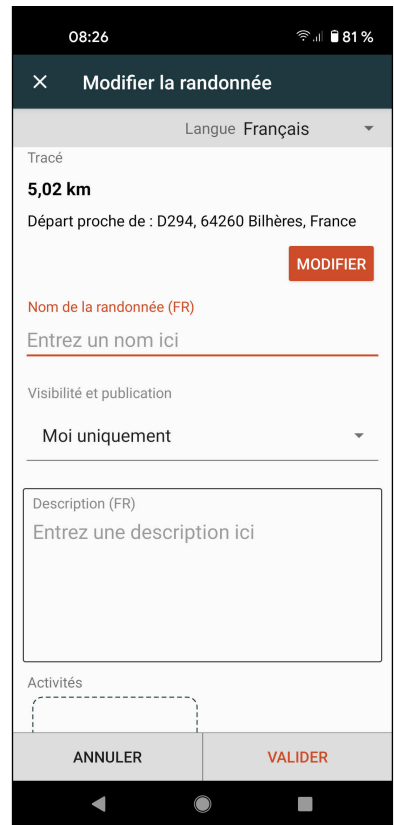 08:26 81 %
× Modifier la randonnée
Langue Français
Tracé
5,02 km
Départ proche de : D294, 64260 Bilhères, France
MODIFIER
Nom de la randonnée (FR)
Entrez un nom ici
Visibilité et publication
Moi uniquement
Description (FR)
Entrez une description ici
Activités
ANNULER VALIDER